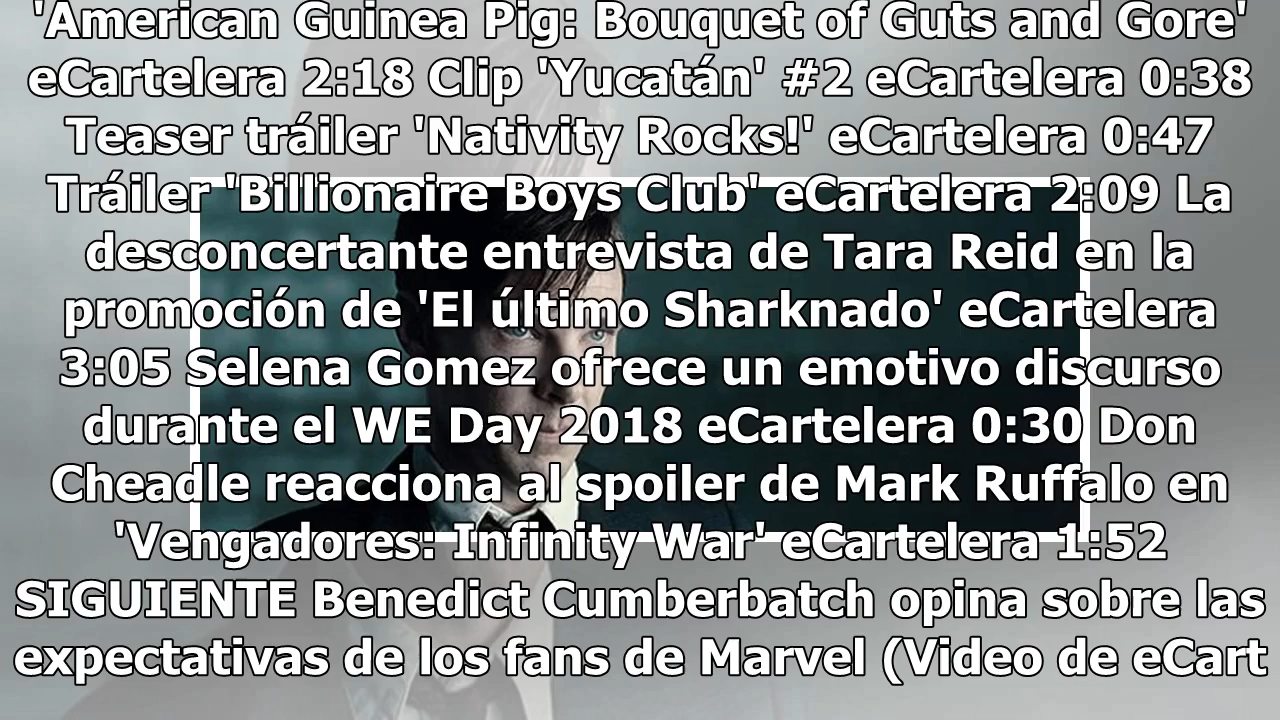 'American Guinea Pig: Bouquet of Guts and Gore'
eCartelera 2:18 Clip 'Yucatán' #2 eCartelera 0:38
Teaser tráiler 'Nativity Rocks!' eCartelera 0:47
Tráiler 'Billionaire Boys Club' eCartelera 2:09 La
desconcertante entrevista de Tara Reid en la
promoción de 'El último Sharknado' eCartelera
3:05 Selena Gomez ofrece un emotivo discurso
durante el WE Day 2018 eCartelera 0:30 Don
Cheadle reacciona al spoiler de Mark Ruffalo en
'Vengadores: Infinity War' eCartelera 1:52
SIGUIENTE Benedict Cumberbatch opina sobre las
expectativas de los fans de Marvel (Video de eCart